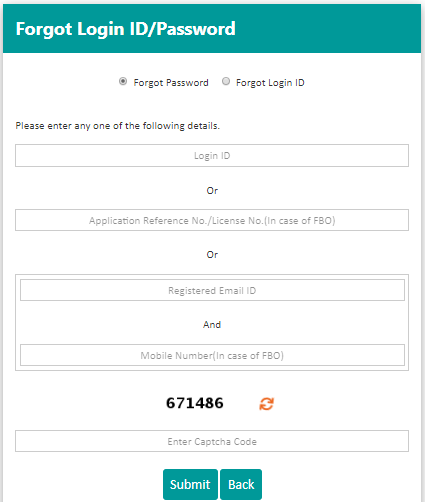 Forgot Login ID/Password
Forgot Password Forgot Login ID
Please enter any one of the following details.
Login ID
Or
Application Reference No./License No.(In case of FBO)
Or
Registered Email ID
And
Mobile Number(In case of FBO)
671486
Enter Captcha Code
Submit Back